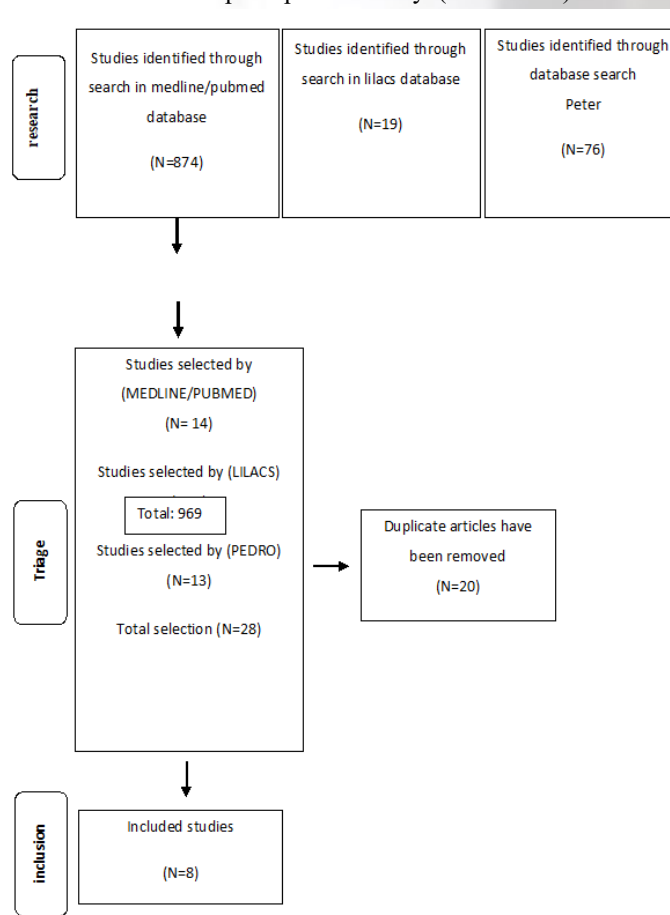 research
Studies identified through
search in medline/pubmed
database
(N=874)
Studies identified through
search in lilacs database
(N=19)
Studies identified through
database search
Peter
(N=76)
Triage
Studies selected by
(MEDLINE/PUBMED)
(N= 14)
Studies selected by (LILACS)
Total: 969
Studies selected by (PEDRO)
(N=13)
Total selection (N=28)
Duplicate articles have
been removed
(N=20)
inclusion
Included studies
(N=8)